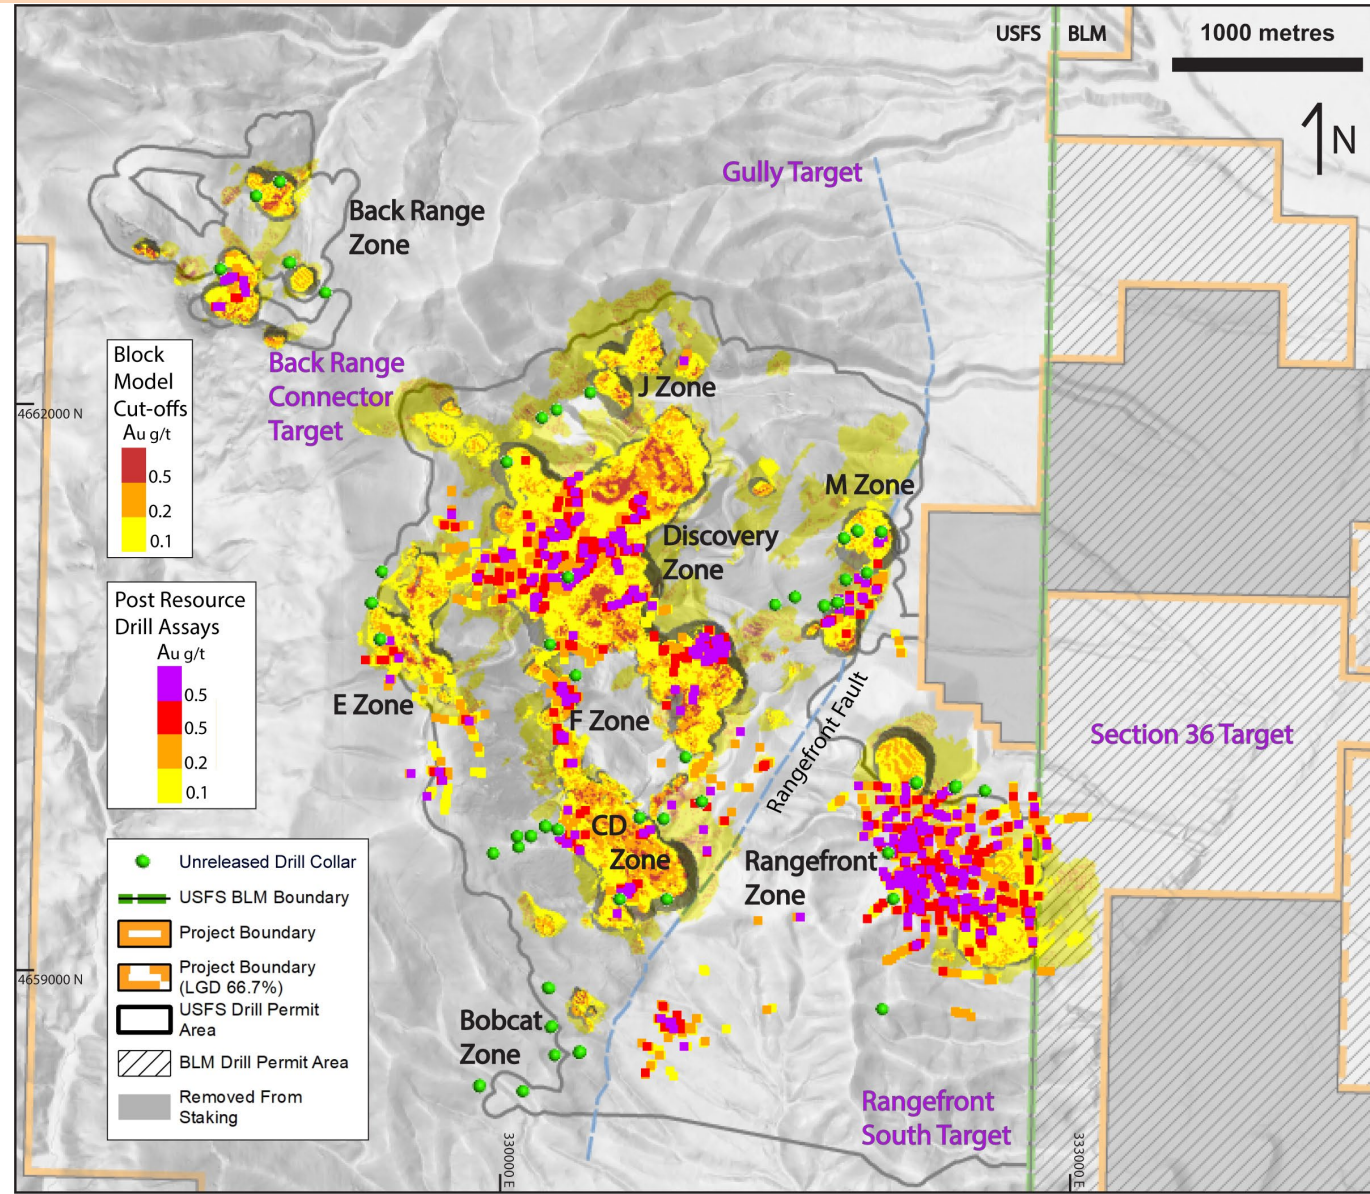 USFS BLM
1000 metres
N
Gully Target
Back Range
Zone
Back Range
Connector
Target
Block
Model
Cut-offs
Au g/t
0.5
0.2
0.1
4662000 N
J Zone
M Zone
Discovery
Zone
Post Resource
Drill Assays
Au g/t
0.5
0.5
0.2
0.1
E Zone
F Zone
Rangefront Fault
Section 36 Target
CD
Zone
Rangefront
Zone
Unreleased Drill Collar
USFS BLM Boundary
Project Boundary
Project Boundary
(LGD 66.7%)
USFS Drill Permit
Area
BLM Drill Permit Area
Removed From
Staking
4659000 N
Bobcat
Zone
Rangefront
South Target
330000 E
333000 E